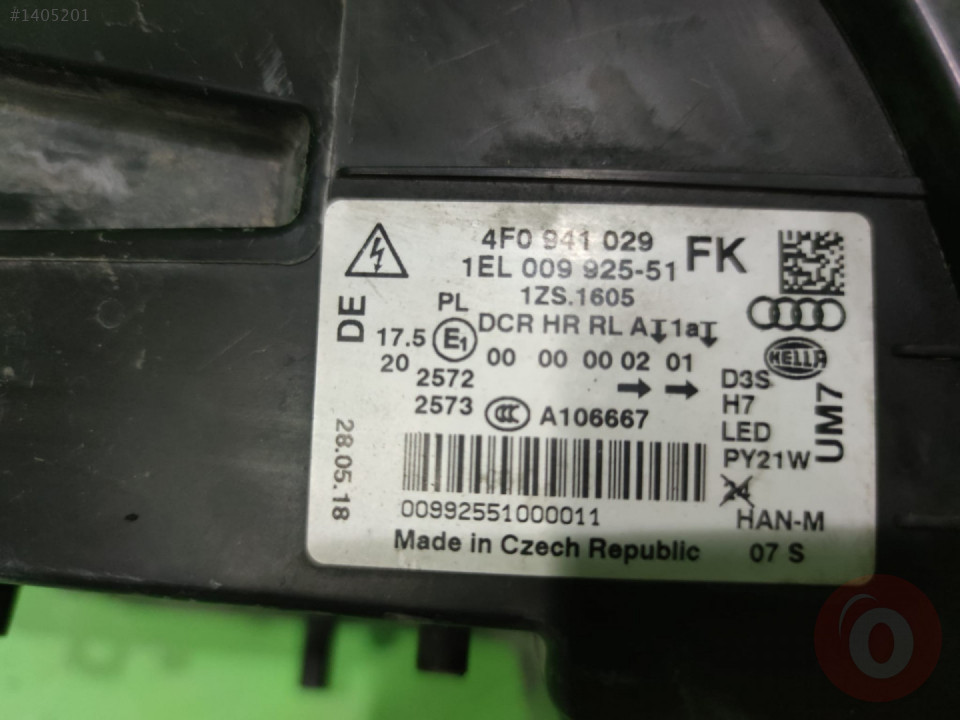 #1405201
4F0 941 029 FK
1EL 009 925-51
1ZS.1605
DE
PL
17.5 E1 DCR HR RL A 1a
20 00 00 00 02 01
2572
2573 CCC A106667
HELLA
D3S
H7
LED
PY21W
UM7
24
HAN-M
07 S
28.05.18
00992551000011
Made in Czech Republic
O